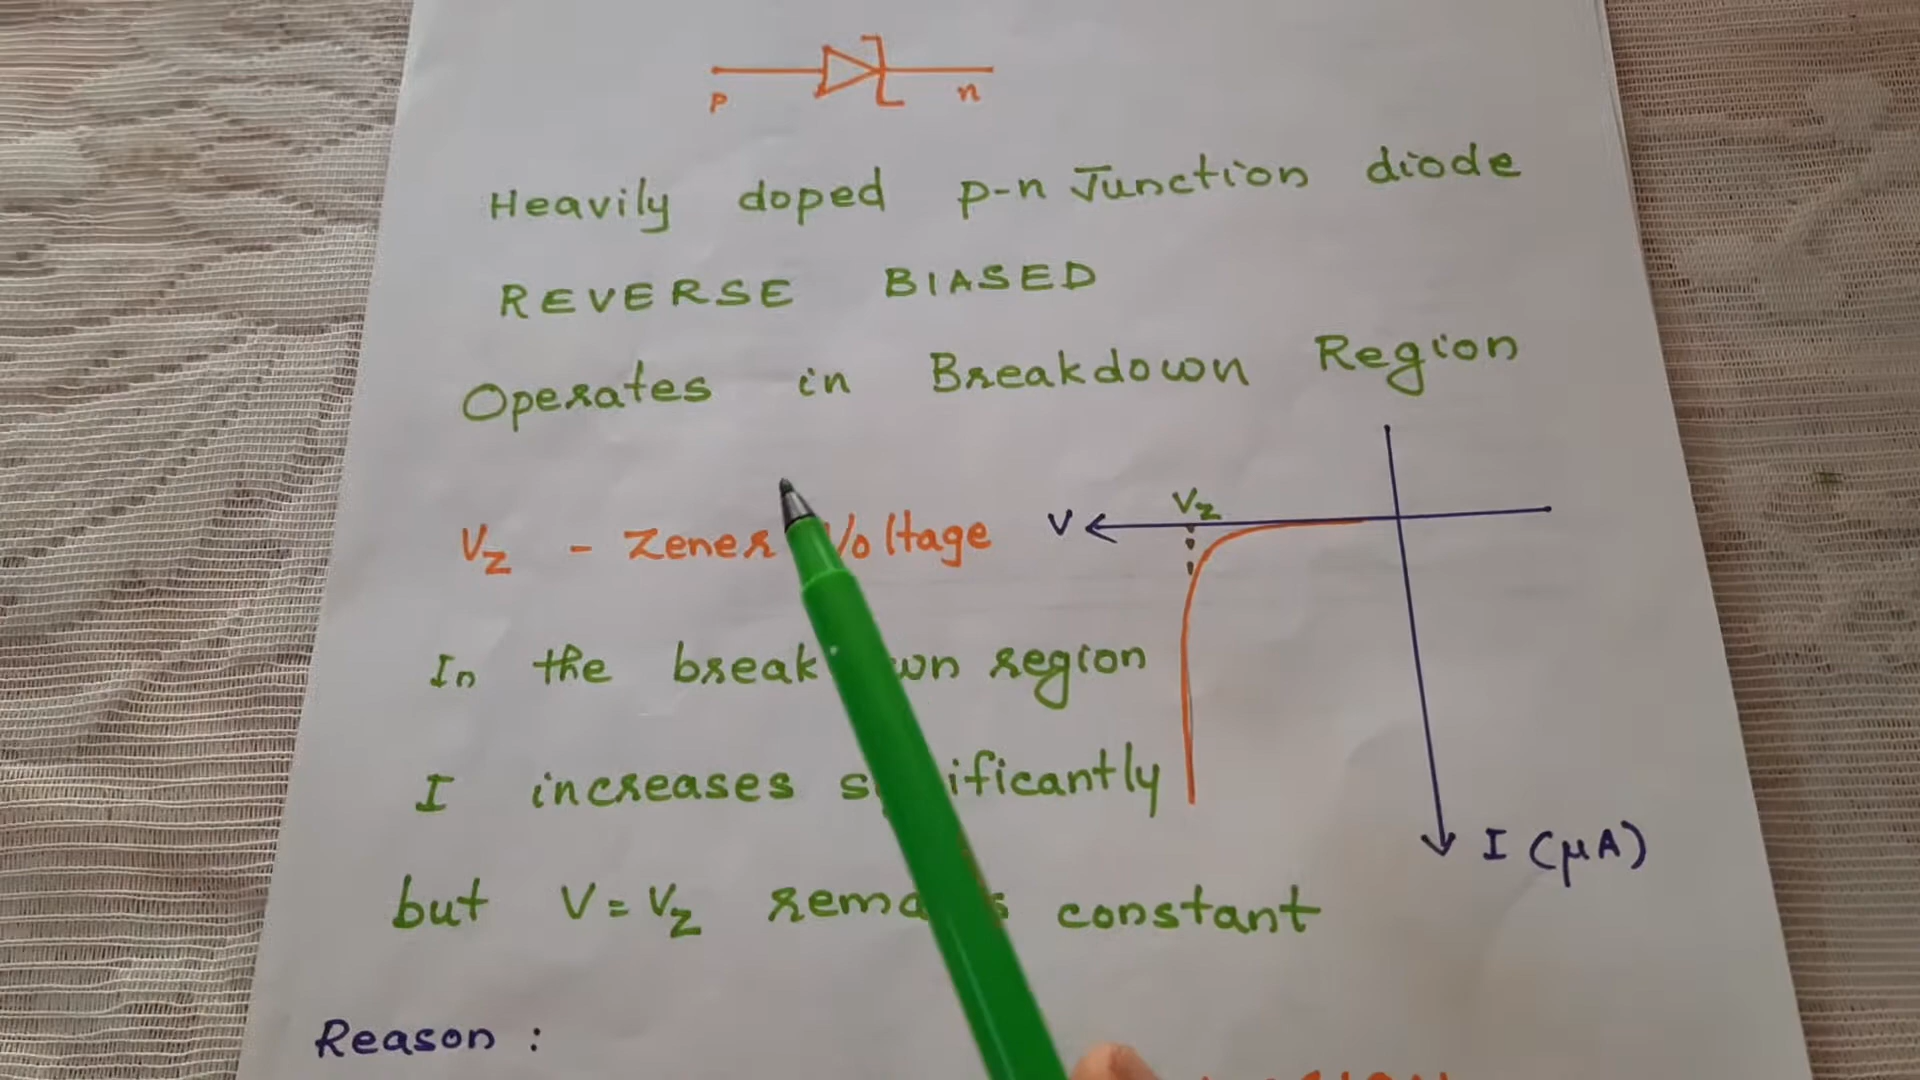 p n
Heavily doped p-n Junction diode
REVERSE BIASED
Operates in Breakdown Region
Vz - Zener Voltage
V Vz
In the region
I increases
but V = Vz constant
I (μA)
Reason :